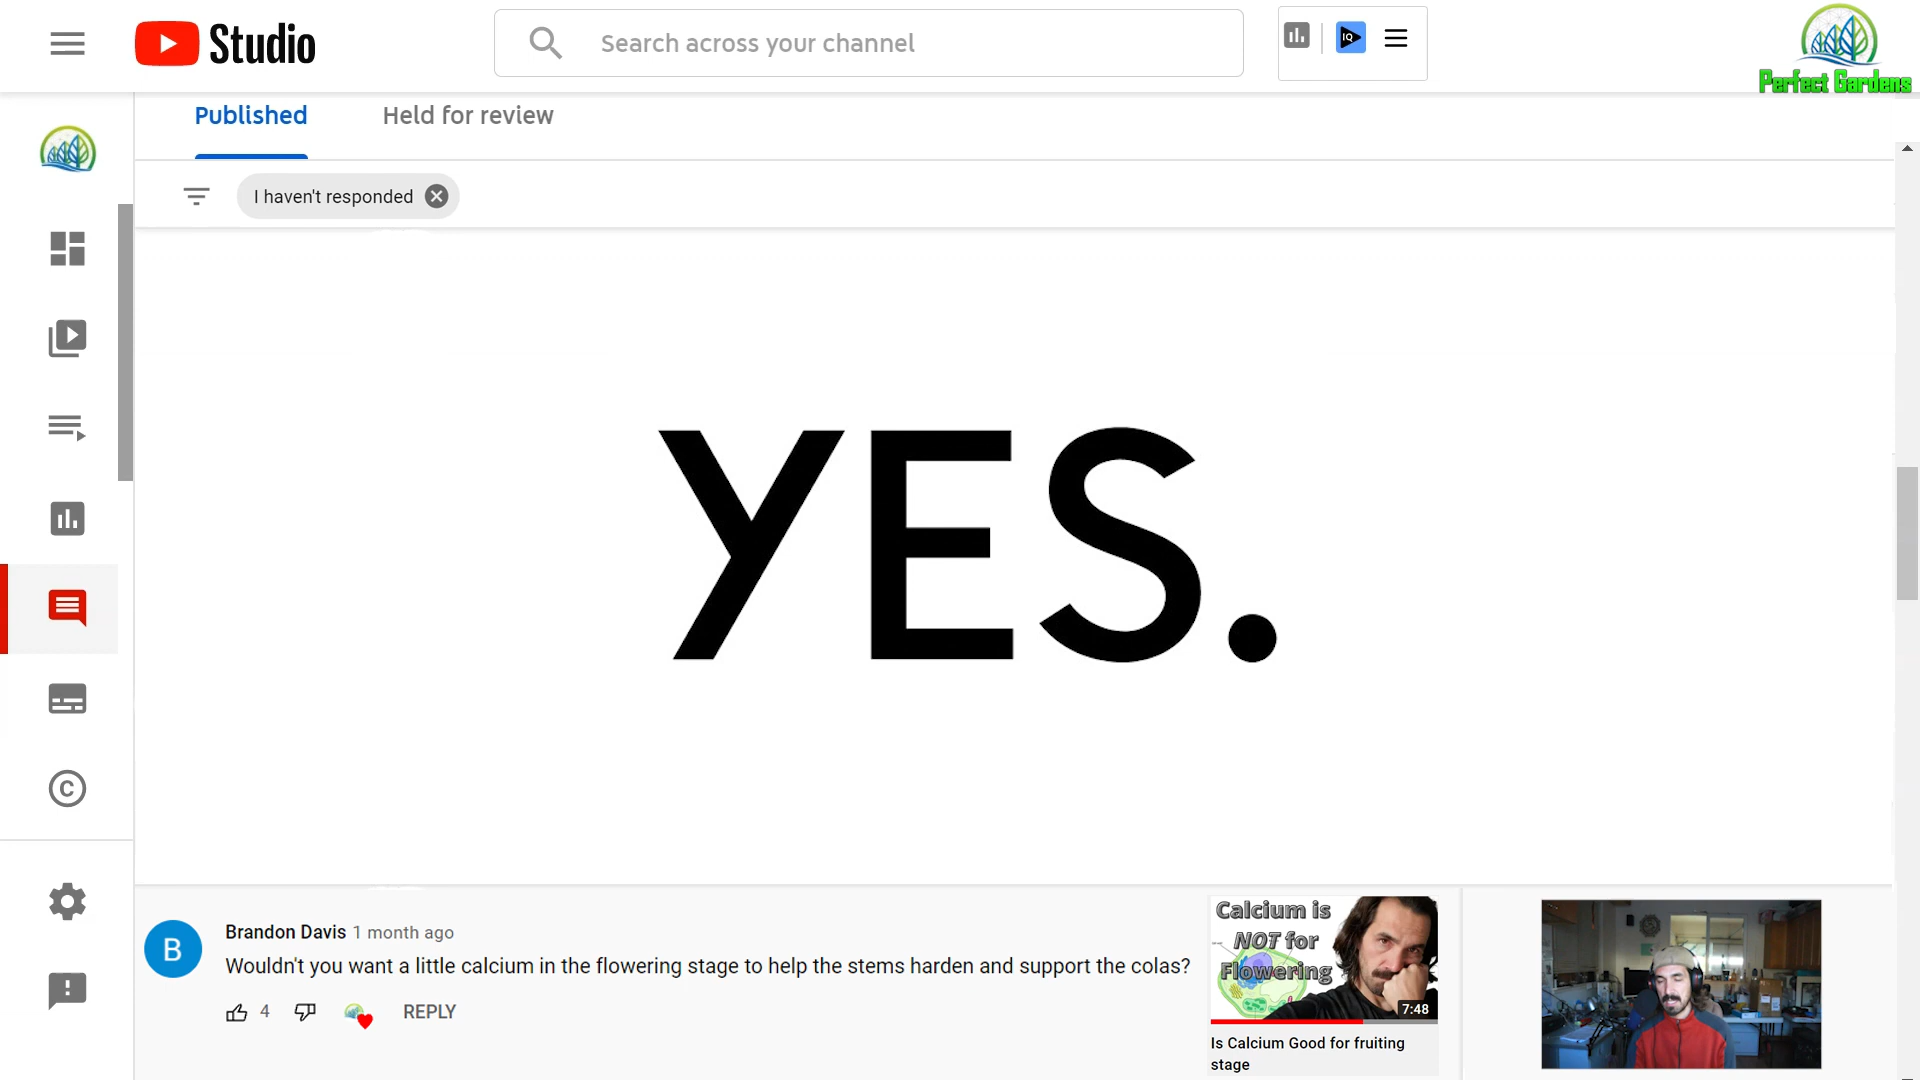 Studio
Search across your channel
IQ
Perfect Gardens
Published
Held for review
I haven't responded
YES.
B
Brandon Davis 1 month ago
Wouldn't you want a little calcium in the flowering stage to help the stems harden and support the colas?
4
REPLY
Calcium is
NOT for
Flowering
7:48
Is Calcium Good for fruiting
stage